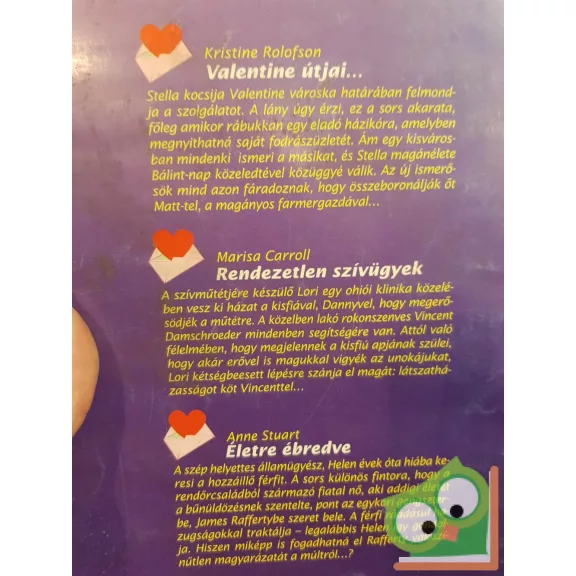 Kristine Rolofson
Valentine útjai...
Stella kocsija Valentine városka határában felmond-
ja a szolgálatot. A lány úgy érzi, ez a sors akarata,
főleg amikor rábukkan egy eladó házikóra, amelyben
megnyithatná saját fodrászüzletét. Ám egy kisváros-
ban mindenki ismeri a másikat, és Stella magánélete
Bálint-nap közeledtével közüggyé válik. Az új ismerő-
sök mind azon fáradoznak, hogy összeboronálják őt
Matt-tel, a magányos farmergazdával...
Marisa Carroll
Rendezetlen szívügyek
A szívműtétjére készülő Lori egy ohiói klinika közelé-
ben vesz ki házat a kisfiával, Dannyvel, hogy megerő-
södjék a műtétre. A közelben lakó rokonszenves Vincent
Damschroeder mindenben segítségére van. Attól való
félelmében, hogy megjelennek a kisfiú apjának szülei,
hogy akár erővel is magukkal vigyék az unokájukat,
Lori kétségbeesett lépésre szánja el magát: látszathá-
zasságot köt Vincenttel...
Anne Stuart
Életre ébredve
A szép helyettes államügyész, Helen évek óta hiába ke-
resi a hozzáillő férfit. A sors különös fintora, hogy a
rendőrcsaládból származó fiatal nő, aki addigi életét
a bűnüldözésnek szentelte, pont az egykori
be, James Raffertybe szeret bele. A férfi
zugságokkal traktálja – legalábbis Helen
ja. Hiszen miképp is fogadhatná el Rafferty
nűtlen magyarázatát a múltról...?